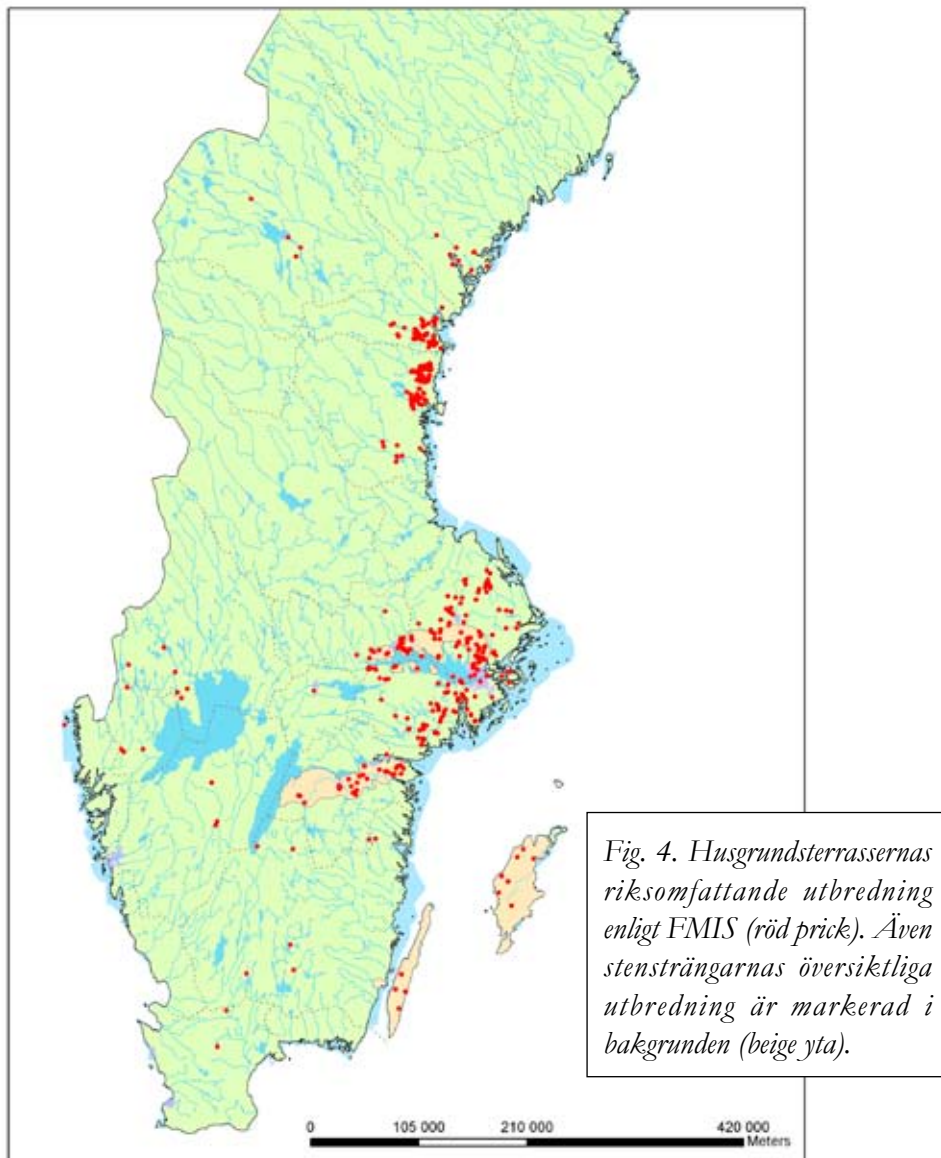 Fig. 4. Husgrundsterrassernas
riksomfattande utbredning
enligt FMIS (röd prick). Även
stensträngarnas översiktliga
utbredning är markerad i
bakgrunden (beige yta).
0 105 000 210 000 420 000
Meters